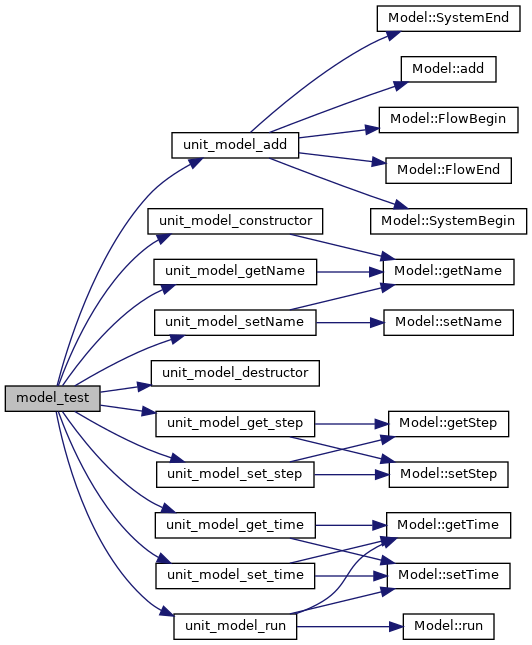 Model::SystemEnd
Model::add
Model::FlowBegin
unit_model_add
Model::FlowEnd
Model::SystemBegin
unit_model_constructor
unit_model_getName
Model::getName
unit_model_setName
Model::setName
unit_model_destructor
model_test
unit_model_get_step
Model::getStep
unit_model_set_step
Model::setStep
unit_model_get_time
Model::getTime
unit_model_set_time
Model::setTime
unit_model_run
Model::run